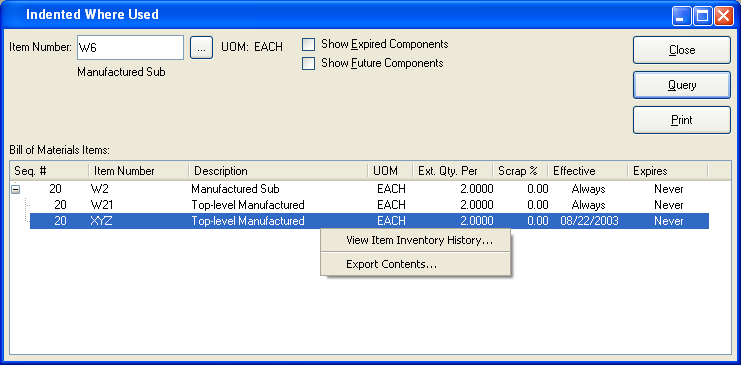 Indented Where Used
Item Number: W6 ... UOM: EACH Show Expired Components Close
Manufactured Sub Show Future Components
Query
Print
Bill of Materials Items:
Seq. # Item Number Description UOM Ext. Qty. Per Scrap % Effective Expires
20 W2 Manufactured Sub EACH 2.0000 0.00 Always Never
20 W21 Top-level Manufactured EACH 2.0000 0.00 Always Never
20 XYZ Top-level Manufactured EACH 2.0000 0.00 08/22/2003 Never
View Item Inventory History...
Export Contents...